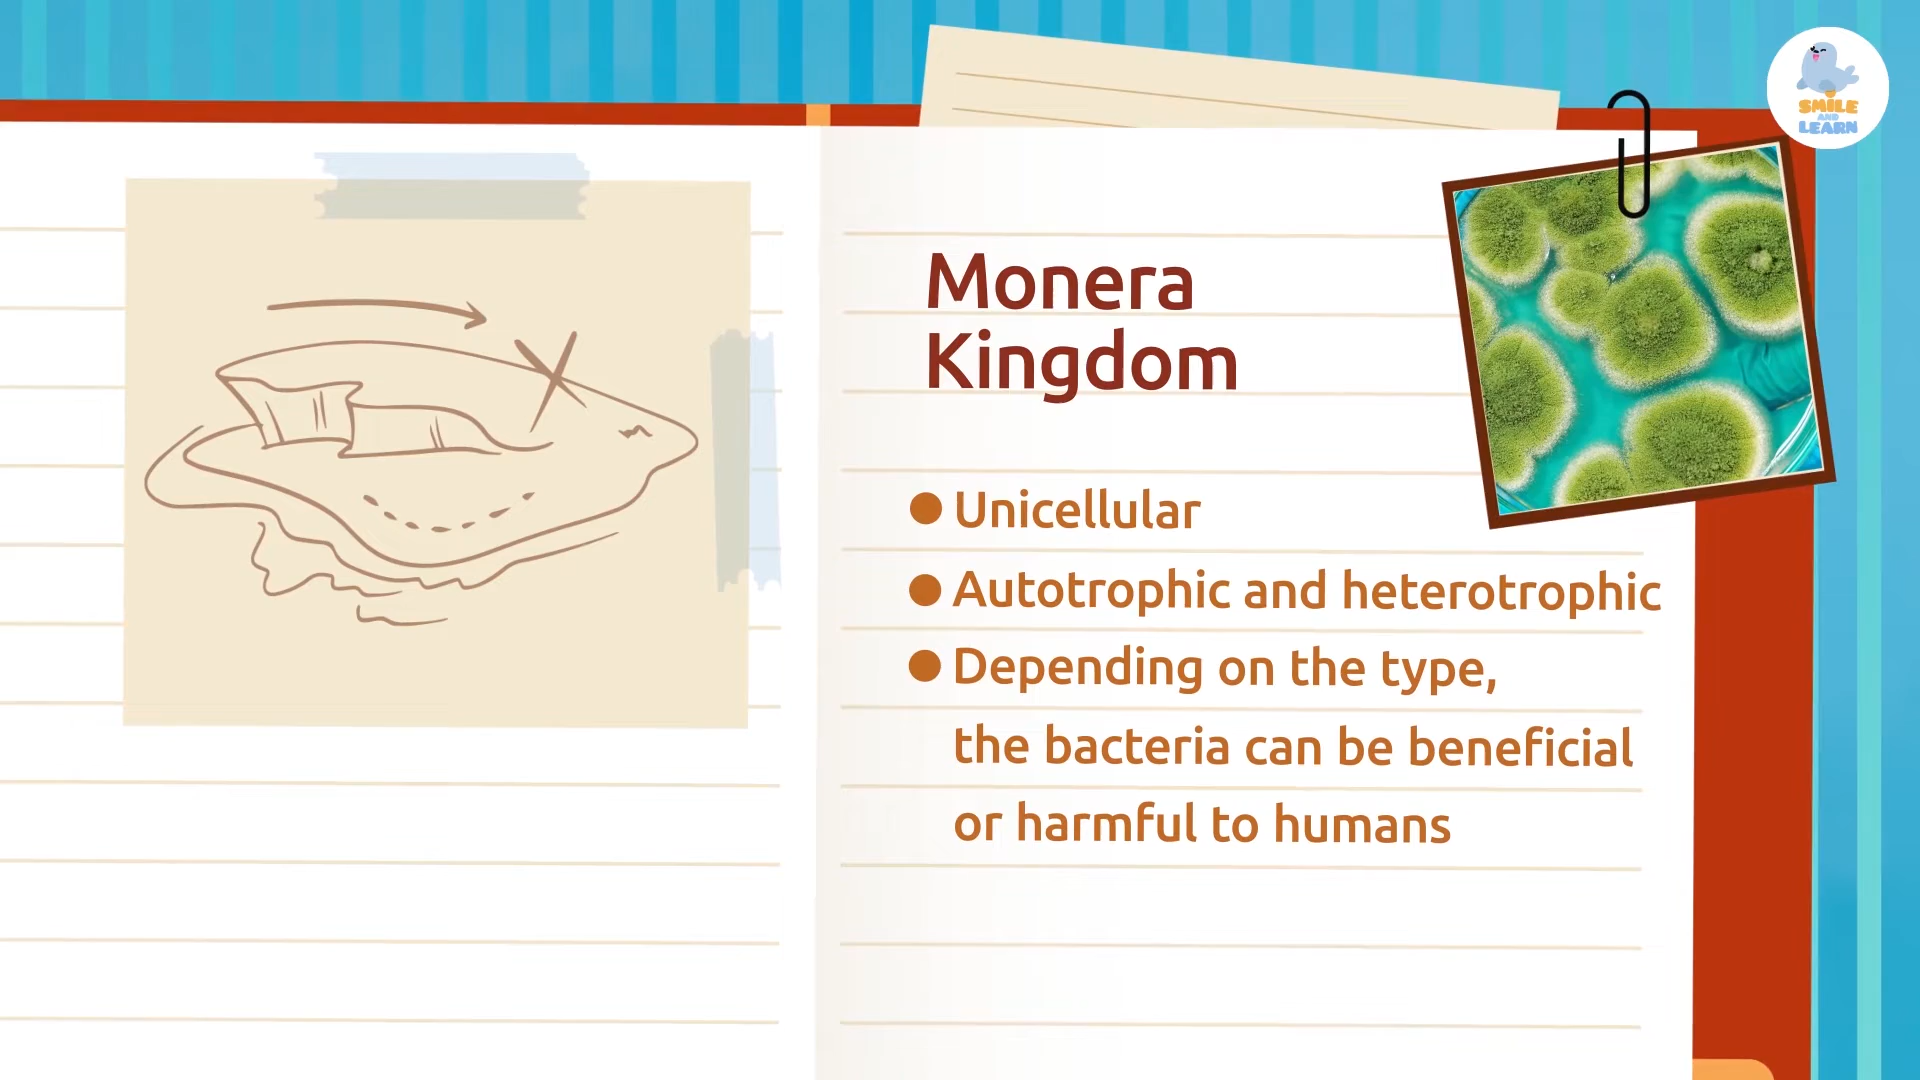 SMILE
AND
LEARN
Monera
Kingdom
● Unicellular
● Autotrophic and heterotrophic
● Depending on the type,
the bacteria can be beneficial
or harmful to humans